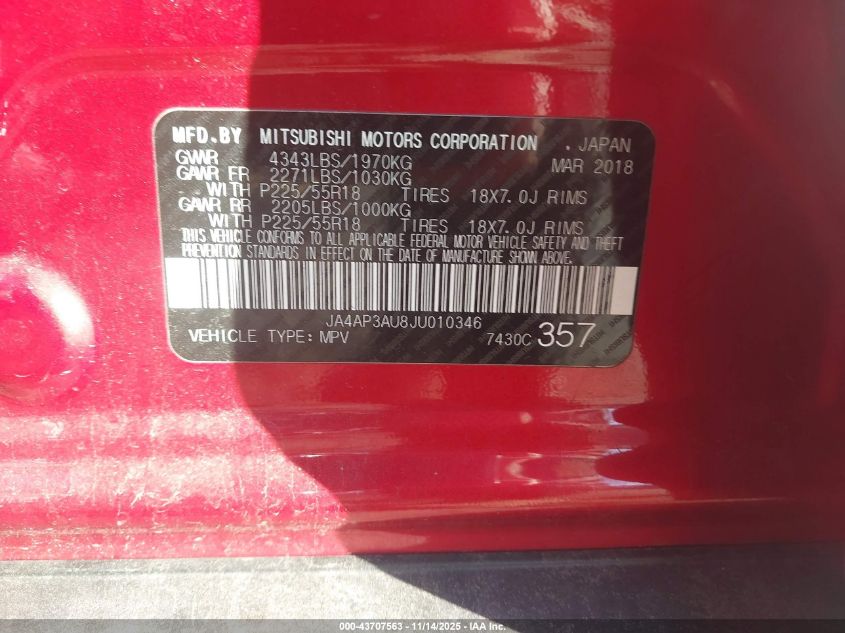 MFD.BY MITSUBISHI MOTORS CORPORATION . JAPAN
GVWR 4343LBS/1970KG MAR 2018
GAWR FR 2271LBS/1030KG
WITH P225/55R18 TIRES 18X7.0J RIMS
GAWR RR 2205LBS/1000KG
WITH P225/55R18 TIRES 18X7.0J RIMS
THIS VEHICLE CONFORMS TO ALL APPLICABLE FEDERAL MOTOR VEHICLE SAFETY AND THEFT
PREVENTION STANDARDS IN EFFECT ON THE DATE OF MANUFACTURE SHOWN ABOVE.
JA4AP3AU8JU010346
VEHICLE TYPE:MPV 7430C 357
000-43707563 — 11/14/2025 - IA - IAA Inc.